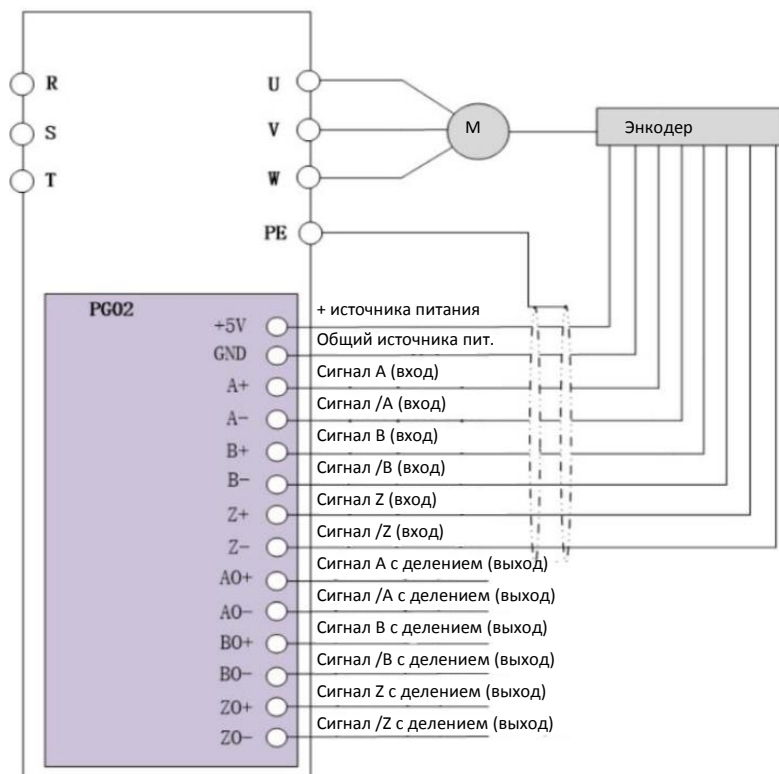 R
U
S
V
T
W
M
Энкодер
PE
PG02
+5V
+ источника питания
GND
Общий источника пит.
A+
Сигнал A (вход)
A-
Сигнал /A (вход)
B+
Сигнал B (вход)
B-
Сигнал /B (вход)
Z+
Сигнал Z (вход)
Z-
Сигнал /Z (вход)
AO+
Сигнал A с делением (выход)
AO-
Сигнал /A с делением (выход)
BO+
Сигнал B с делением (выход)
BO-
Сигнал /B с делением (выход)
ZO+
Сигнал Z с делением (выход)
ZO-
Сигнал /Z с делением (выход)